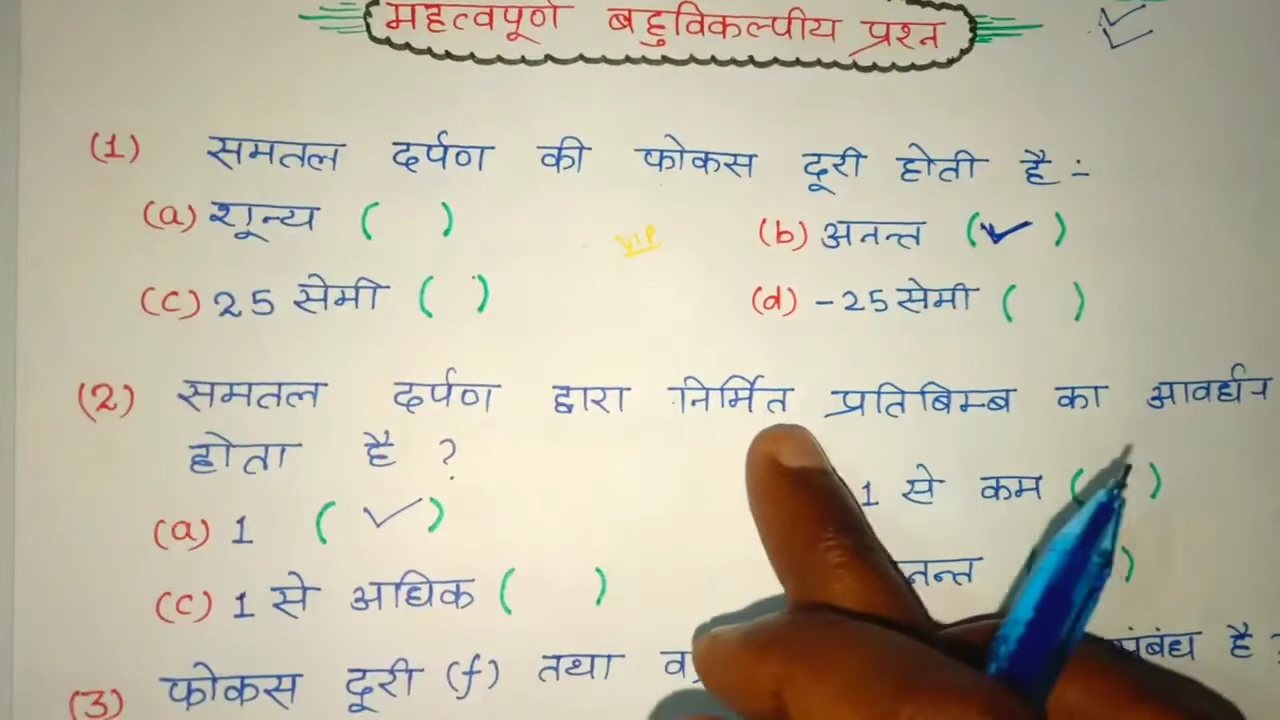 महत्वपूर्ण बहुविकल्पीय प्रश्न
(1) समतल दर्पण की फोकस दूरी होती है :-
(a) शून्य ( ) (b) अनन्त (✓)
VIP
(c) 25 सेमी ( ) (d) -25 सेमी ( )
(2) समतल दर्पण द्वारा निर्मित प्रतिबिम्ब का आवर्धन
होता है ?
(a) 1 (✓) 1 से कम ( )
(c) 1 से अधिक ( ) )
(3) फोकस दूरी (f) तथा संबंध है ?